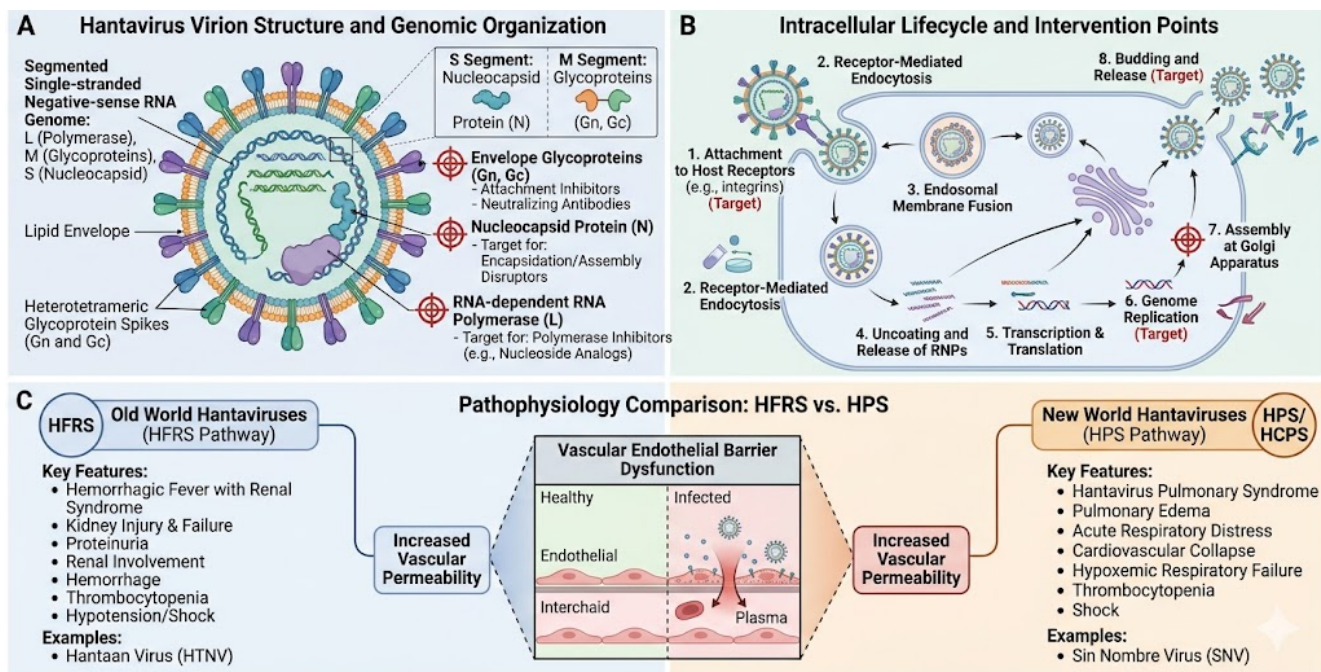 A
Hantavirus Virion Structure and Genomic Organization
Segmented
Single-stranded
Negative-sense RNA
Genome:
L (Polymerase),
M (Glycoproteins),
S (Nucleocapsid)
Lipid Envelope
Heterotetrameric
Glycoprotein Spikes
(Gn and Gc)
S Segment:
Nucleocapsid
Protein (N)
M Segment:
Glycoproteins
(Gn, Gc)
Envelope Glycoproteins
(Gn, Gc)
- Attachment Inhibitors
- Neutralizing Antibodies
Nucleocapsid Protein (N)
- Target for:
Encapsidation/Assembly
Disruptors
RNA-dependent RNA
Polymerase (L)
- Target for: Polymerase Inhibitors
(e.g., Nucleoside Analogs)
B
Intracellular Lifecycle and Intervention Points
2. Receptor-Mediated
Endocytosis
8. Budding and
Release (Target)
1. Attachment
to Host Receptors
(e.g., integrins)
(Target)
3. Endosomal
Membrane Fusion
2. Receptor-Mediated
Endocytosis
7. Assembly
at Golgi
Apparatus
4. Uncoating and
Release of RNPs
5. Transcription &
Translation
6. Genome
Replication
(Target)
C
Pathophysiology Comparison: HFRS vs. HPS
HFRS
Old World Hantaviruses
(HFRS Pathway)
Key Features:
• Hemorrhagic Fever with Renal
Syndrome
• Kidney Injury & Failure
• Proteinuria
• Renal Involvement
• Hemorrhage
• Thrombocytopenia
• Hypotension/Shock
Examples:
• Hantaan Virus (HTNV)
Increased
Vascular
Permeability
Vascular Endothelial Barrier
Dysfunction
Healthy
Infected
Endothelial
Interchaid
Plasma
Increased
Vascular
Permeability
New World Hantaviruses
(HPS Pathway)
HPS/
HCPS
Key Features:
• Hantavirus Pulmonary Syndrome
• Pulmonary Edema
• Acute Respiratory Distress
• Cardiovascular Collapse
• Hypoxemic Respiratory Failure
• Thrombocytopenia
• Shock
Examples:
• Sin Nombre Virus (SNV)